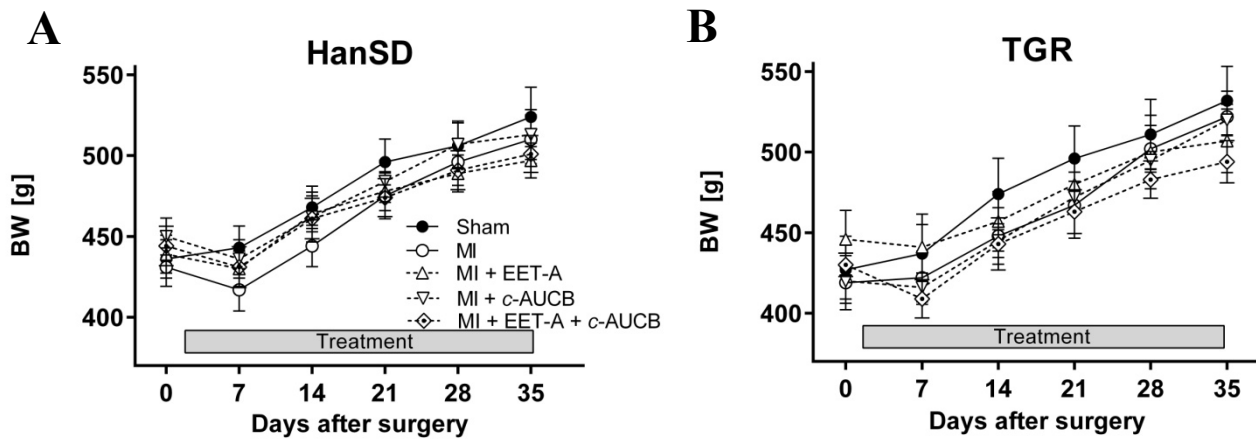 A
HanSD
BW [g]
550
500
450
400
Sham
MI
MI + EET-A
MI + c-AUCB
MI + EET-A + c-AUCB
Treatment
0 7 14 21 28 35
Days after surgery
B
TGR
BW [g]
550
500
450
400
Treatment
0 7 14 21 28 35
Days after surgery